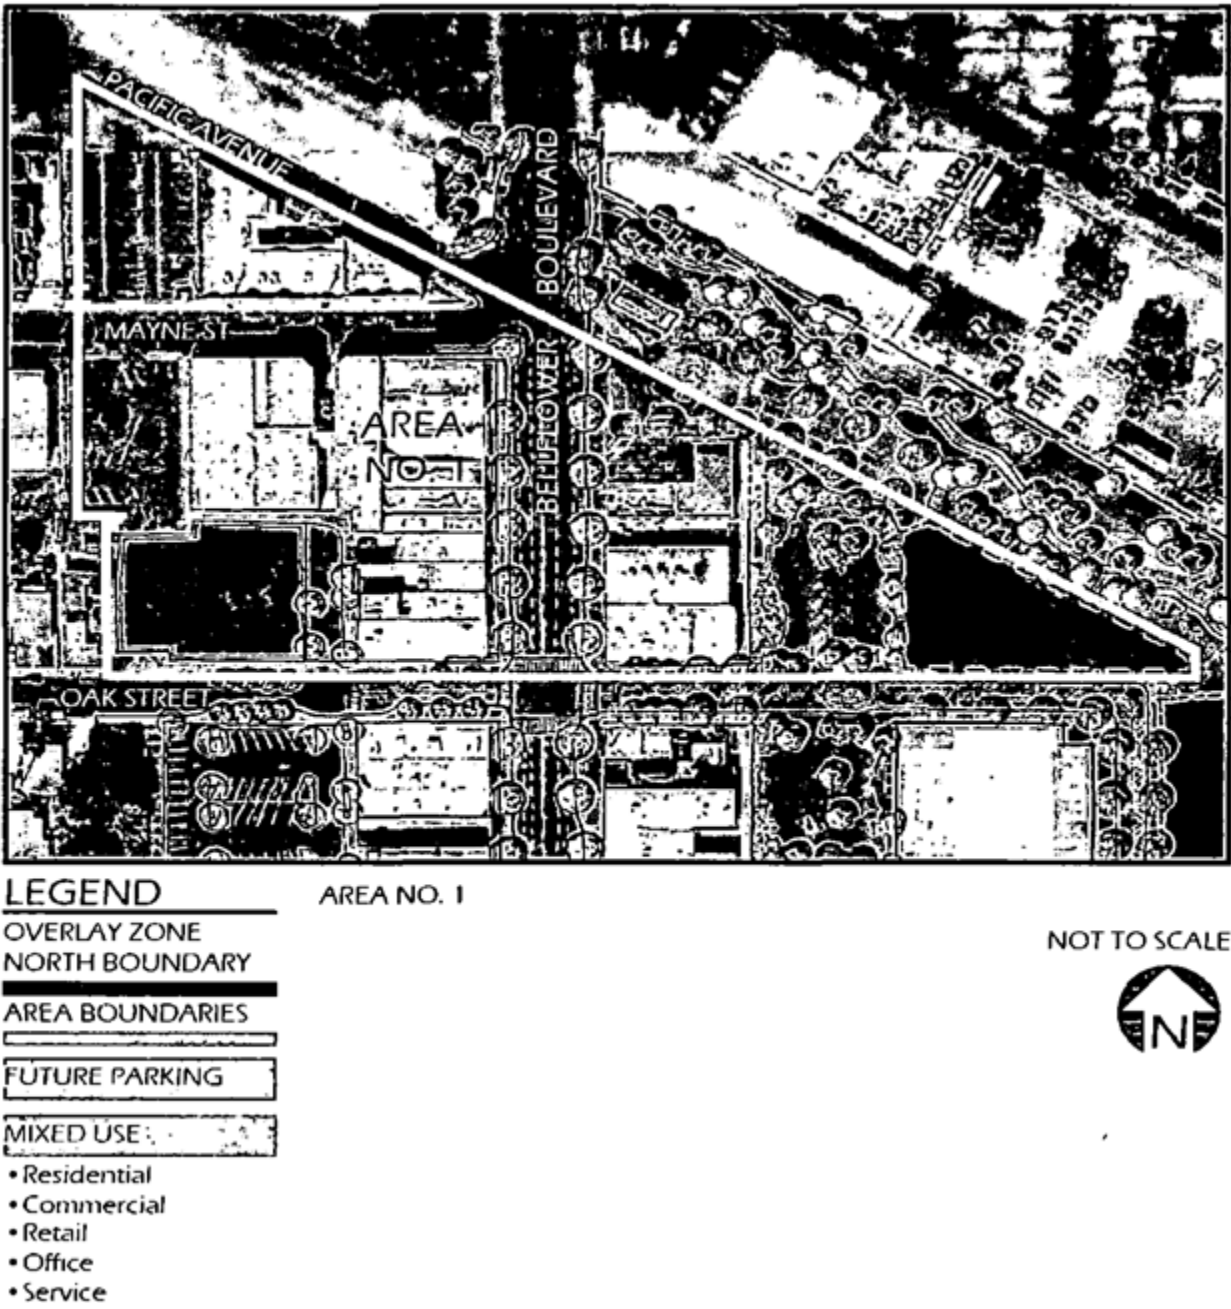 PACIFIC AVENUE
BELLFLOWER BOULEVARD
MAYNE ST
AREA
NO. 1
OAK STREET
LEGEND
AREA NO. 1
OVERLAY ZONE
NORTH BOUNDARY
NOT TO SCALE
AREA BOUNDARIES
N
FUTURE PARKING
MIXED USE
• Residential
• Commercial
• Retail
• Office
• Service